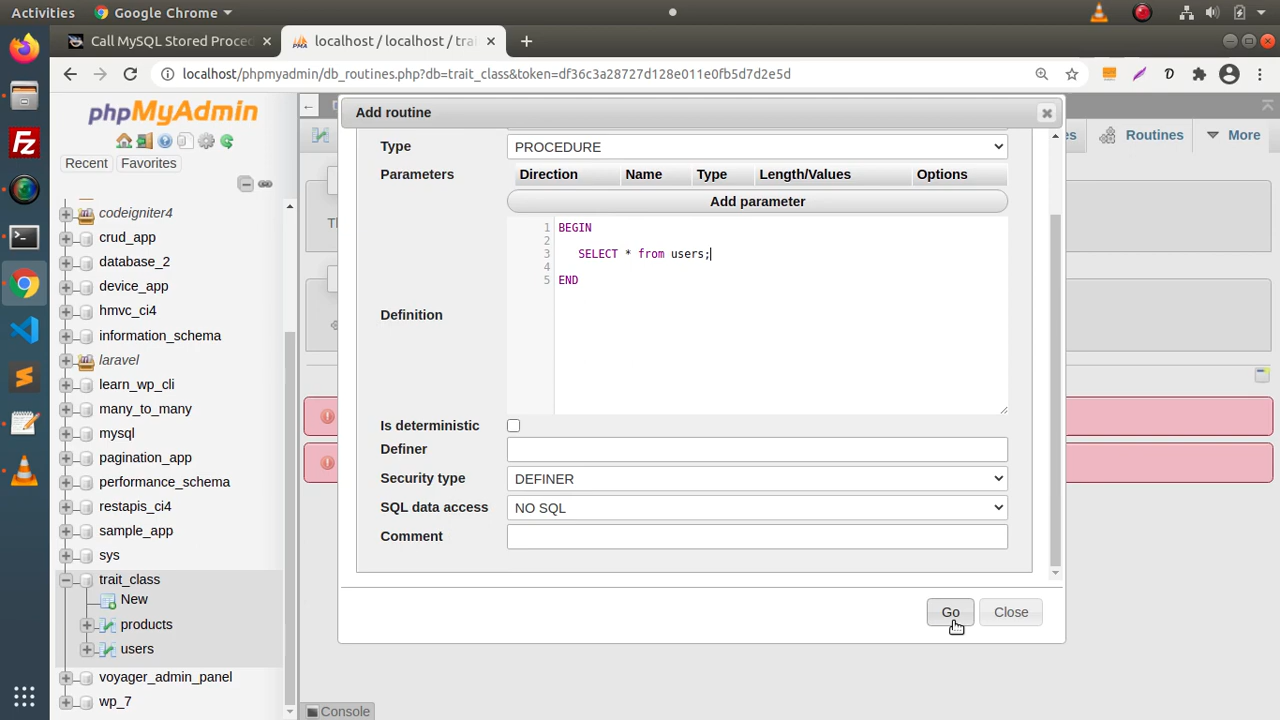 Activities
Google Chrome
Call MySQL Stored Proced
localhost / localhost / trai
localhost/phpmyadmin/db_routines.php?db=trait_class&token=df36c3a28727d128e011e0fb5d7d2e5d
phpMyAdmin
Recent
Favorites
codeigniter4
crud_app
database_2
device_app
hmvc_ci4
information_schema
laravel
learn_wp_cli
many_to_many
mysql
pagination_app
performance_schema
restapis_ci4
sample_app
sys
trait_class
New
products
users
voyager_admin_panel
wp_7
Routines
More
Add routine
Type
PROCEDURE
Parameters
Direction Name Type Length/Values Options
Add parameter
Definition
1 BEGIN
2
3 SELECT * from users;
4
5 END
Is deterministic
Definer
Security type
DEFINER
SQL data access
NO SQL
Comment
Go
Close
Console